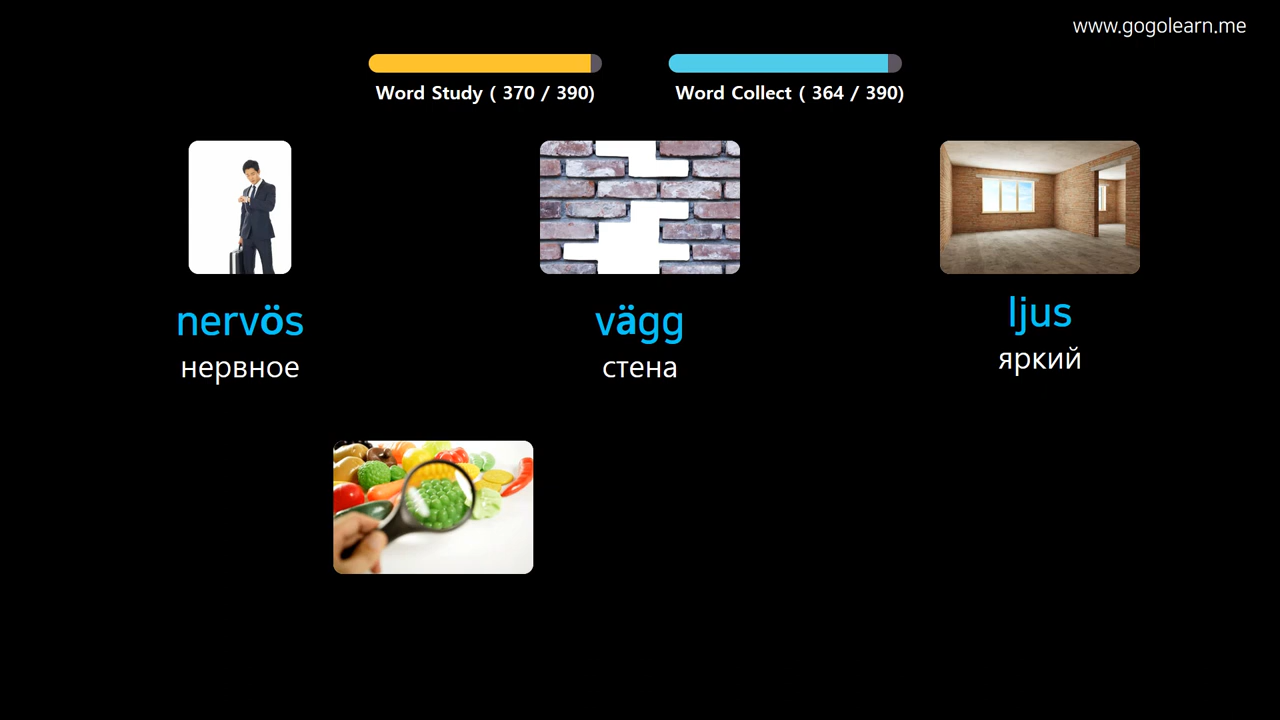 www.gogolearn.me
Word Study ( 370 / 390)
Word Collect ( 364 / 390)
nervös
нервное
vägg
стена
ljus
яркий